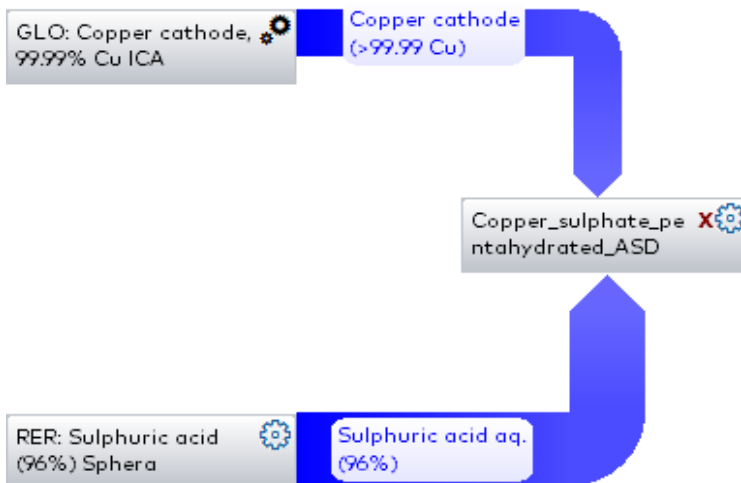 GLO: Copper cathode,
99.99% Cu ICA
Copper cathode
(>99.99 Cu)
Copper_sulphate_pe X
ntahydrated_ASD
RER: Sulphuric acid
(96%) Sphera
Sulphuric acid aq.
(96%)